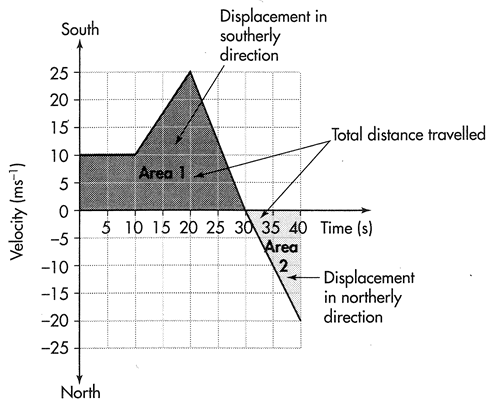 Displacement in
southerly
direction
South
25
20
15
10
5
0
–5
–10
–15
–20
–25
North
Velocity (ms⁻¹)
5 10 15 20 25 30 35 40 Time (s)
Area 1
Total distance travelled
Area
2
Displacement
in northerly
direction